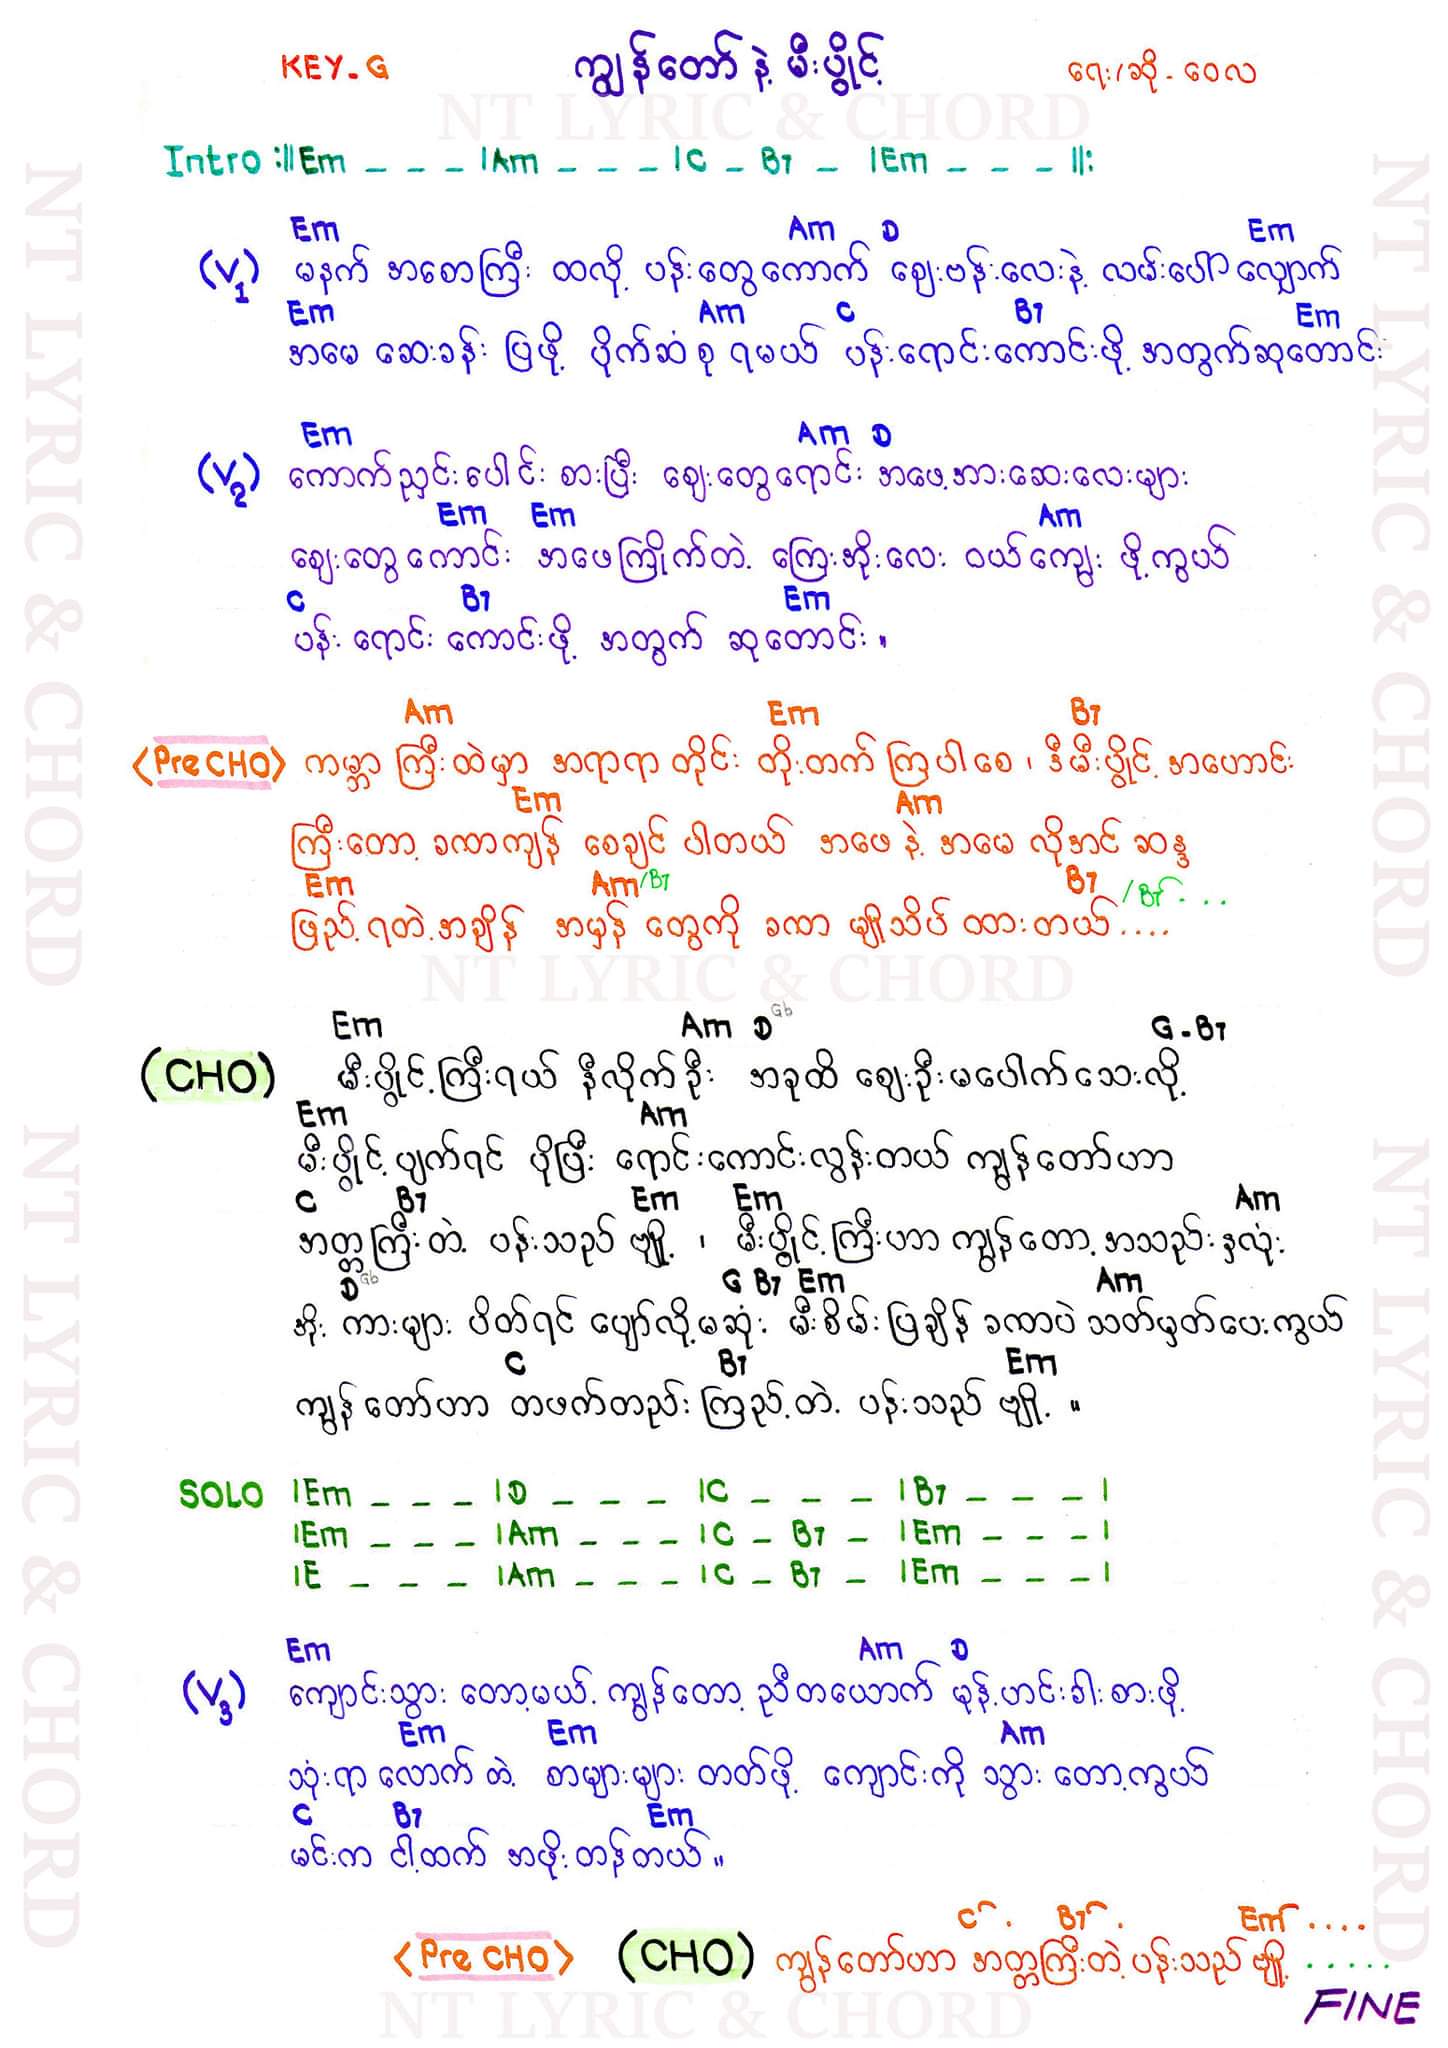 KEY-G ကျွန်တော်နဲ့ မီးပွိုင့် ရေး/ဆို - ဝေလ
NT LYRIC & CHORD
Intro :||Em _ _ _ |Am _ _ _ |C _ B7 _ |Em _ _ _ ||:
Em Am D Em
(V1) မနက် အစောကြီး ထလို့ ပန်းတွေကောက် ဈေးဗန်းလေးနဲ့ လမ်းပေါ်လျှောက်
Em Am C B7 Em
အမေ ဆေးခန်း ပြဖို့ ပိုက်ဆံစု ရမယ် ပန်းရောင်းကောင်းဖို့ အတွက်ဆုတောင်း
Em Am D
(V2) ကောက်ညှင်းပေါင်း စားပြီး ဈေးတွေရောင်း အဖေ့အားဆေးလေးများ
Em Em Am
ဈေးတွေကောင်း အဖေကြိုက်တဲ့ ကြေးအိုးလေး ဝယ်ကျွေး ဖို့ကွယ်
C B7 Em
ပန်း ရောင်း ကောင်းဖို့ အတွက် ဆုတောင်း။
Am Em B7
<Pre CHO> ကမ္ဘာကြီးထဲမှာ အရာရာတိုင်း တိုးတက်ကြပါစေ၊ ဒီမီးပွိုင့်အဟောင်း
Em Am
ကြီးတော့ ခဏကျန် စေချင် ပါတယ် အဖေ နဲ့ အမေ လိုအင် ဆန္ဒ
Em Am/B7 B7 /B7 ...
ဖြည့်ရတဲ့အချိန် အမှန်တွေကို ခဏ မျိုသိပ် ထားတယ်....
NT LYRIC & CHORD
Em Am D Gb G-B7
(CHO) မီးပွိုင့်ကြီးရယ် နီလိုက်ဦး အခုထိ ဈေးဦးမပေါက်သေးလို့
Em Am
မီးပွိုင့်ပျက်ရင် ပိုပြီး ရောင်းကောင်းလွန်းတယ် ကျွန်တော်ဟာ
C B7 Em Em Am
အတ္တကြီးတဲ့ ပန်းသည် ဗျို့ ၊ မီးပွိုင့်ကြီးဟာ ကျွန်တော့ အသည်းနှလုံး
D Gb G B7 Em Am
အိုး ကားများ ပိတ်ရင် ပျော်လို့မဆုံး မီးစိမ်းပြချိန် ခဏပဲ သတ်မှတ်ပေးကွယ်
C B7 Em
ကျွန်တော်ဟာ တဖက်တည်း ကြည့်တဲ့ ပန်းသည် ဗျို့ ။
SOLO |Em _ _ _ |D _ _ _ |C _ _ _ |B7 _ _ _ |
|Em _ _ _ |Am _ _ _ |C _ B7 _ |Em _ _ _ |
|E _ _ _ |Am _ _ _ |C _ B7 _ |Em _ _ _ |
Em Am D
(V3) ကျောင်းသွား တော့မယ့် ကျွန်တော့ ညီတယောက် မုန့်ဟင်းခါးစားဖို့
Em Em Am
သုံးရာ လောက်တဲ့ စာများများ တတ်ဖို့ ကျောင်းကို သွား တော့ကွယ်
C B7 Em
မင်းက ငါ့ထက် အဖိုးတန်တယ်။
C . B7 . Em ....
<Pre CHO> (CHO) ကျွန်တော်ဟာ အတ္တကြီးတဲ့ပန်းသည် ဗျို့ .....
FINE
NT LYRIC & CHORD
NT LYRIC & CHORD
NT LYRIC & CHORD
NT LYRIC & CHORD
NT LYRIC & CHORD